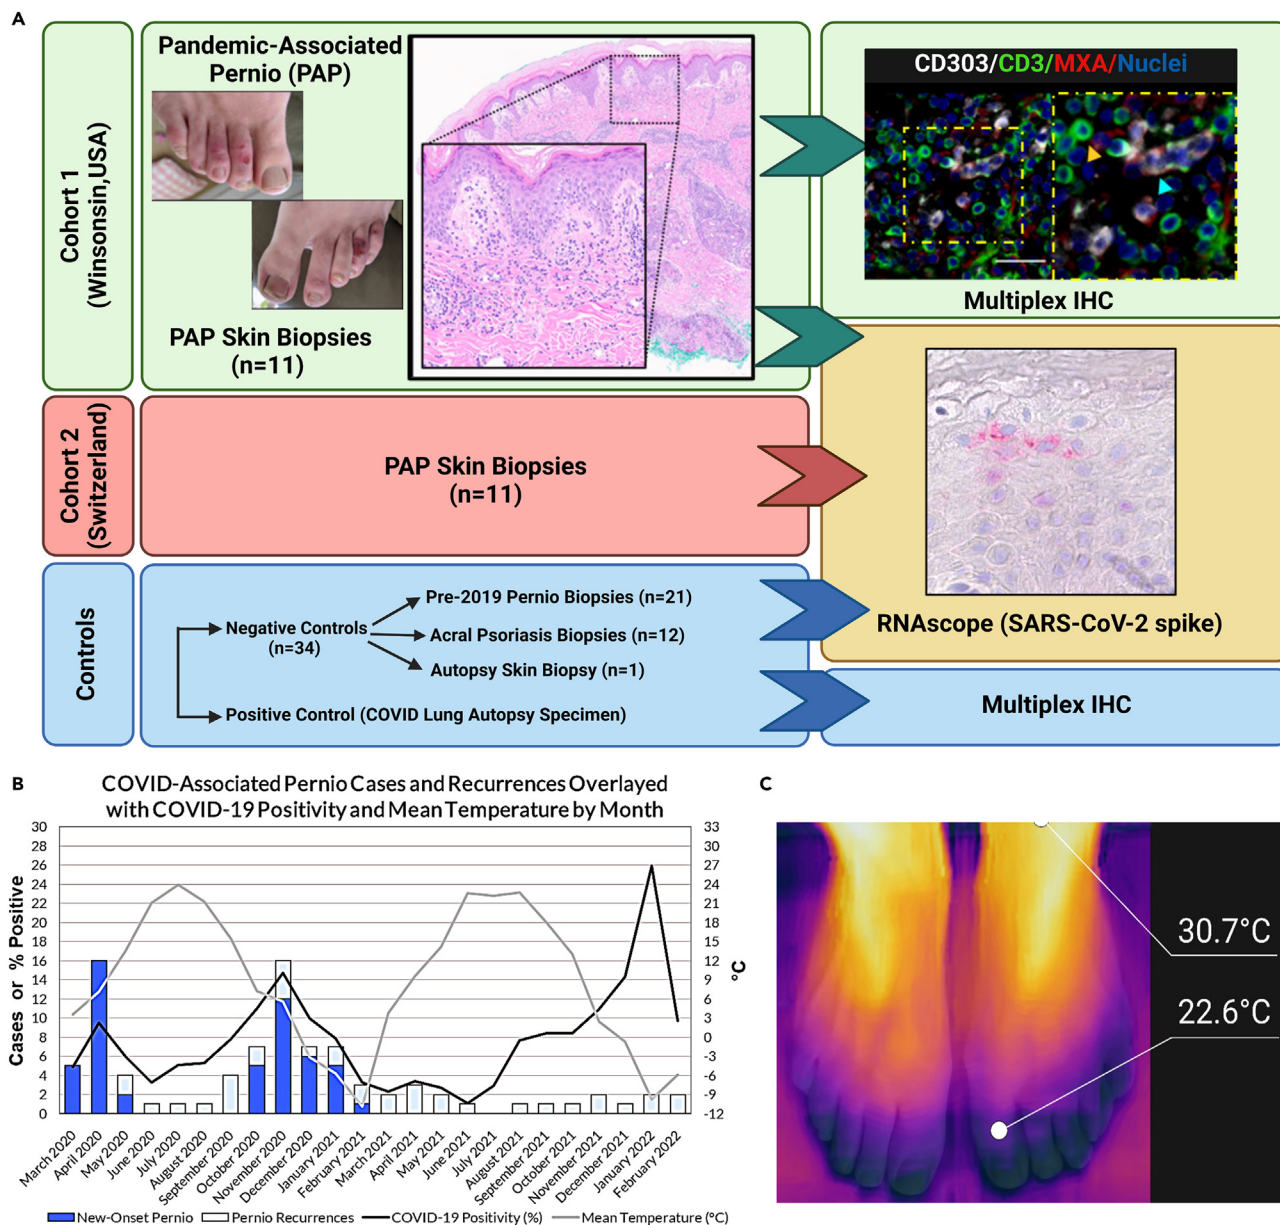 A
Cohort 1
(Winsonsin,USA)
Pandemic-Associated
Pernio (PAP)
PAP Skin Biopsies
(n=11)
CD303/CD3/MXA/Nuclei
Multiplex IHC
Cohort 2
(Switzerland)
PAP Skin Biopsies
(n=11)
RNAscope (SARS-CoV-2 spike)
Controls
Negative Controls
(n=34)
Pre-2019 Pernio Biopsies (n=21)
Acral Psoriasis Biopsies (n=12)
Autopsy Skin Biopsy (n=1)
Positive Control (COVID Lung Autopsy Specimen)
Multiplex IHC
B
COVID-Associated Pernio Cases and Recurrences Overlayed
with COVID-19 Positivity and Mean Temperature by Month
Cases or % Positive
30
28
26
24
22
20
18
16
14
12
10
8
6
4
2
0
33
30
27
24
21
18
15
12
9
6
3
0
-3
-6
-9
-12
°C
March 2020
April 2020
May 2020
June 2020
July 2020
August 2020
September 2020
October 2020
November 2020
December 2020
January 2021
February 2021
March 2021
April 2021
May 2021
June 2021
July 2021
August 2021
September 2021
October 2021
November 2021
December 2021
January 2022
February 2022
New-Onset Pernio
Pernio Recurrences
COVID-19 Positivity (%)
Mean Temperature (°C)
C
30.7°C
22.6°C